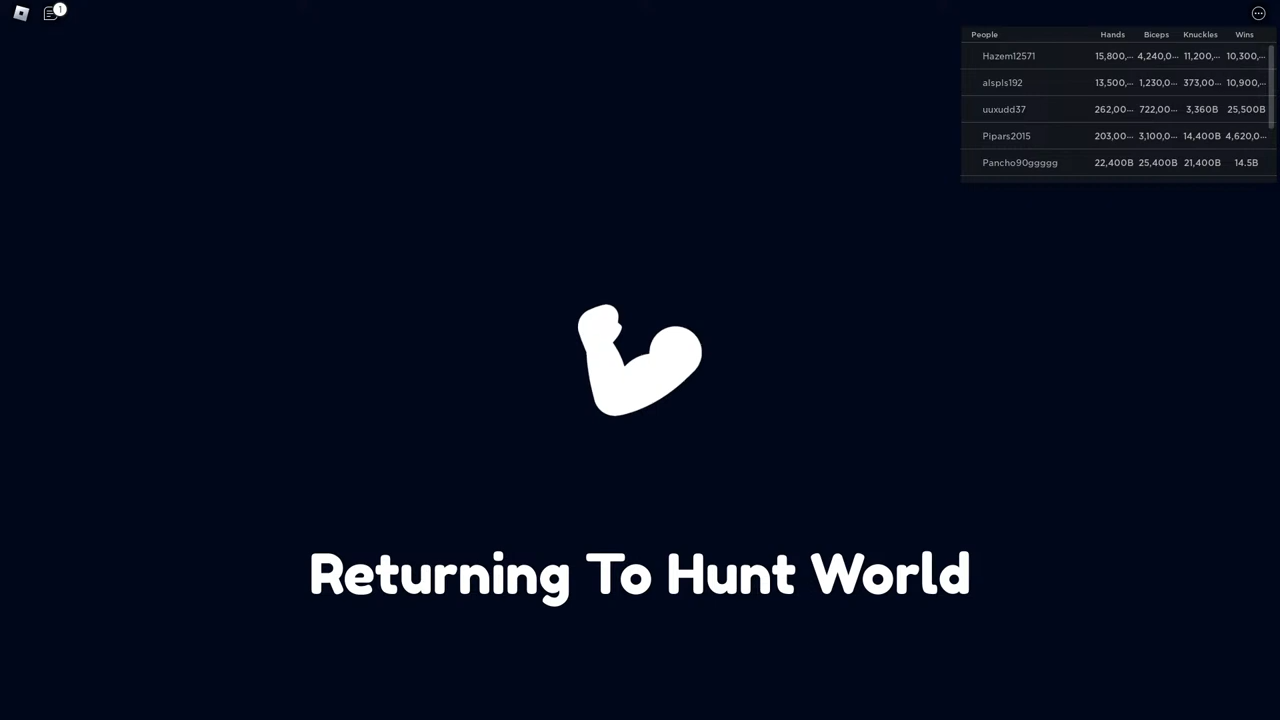 1
People Hands Biceps Knuckles Wins
Hazem12571 15,800,... 4,240,0... 11,200,... 10,300,...
alspls192 13,500,... 1,230,0... 373,00... 10,900,...
uuxudd37 262,00... 722,00... 3,360B 25,500B
Pipars2015 203,00... 3,100,0... 14,400B 4,620,0...
Pancho90ggggg 22,400B 25,400B 21,400B 14.5B
Returning To Hunt World